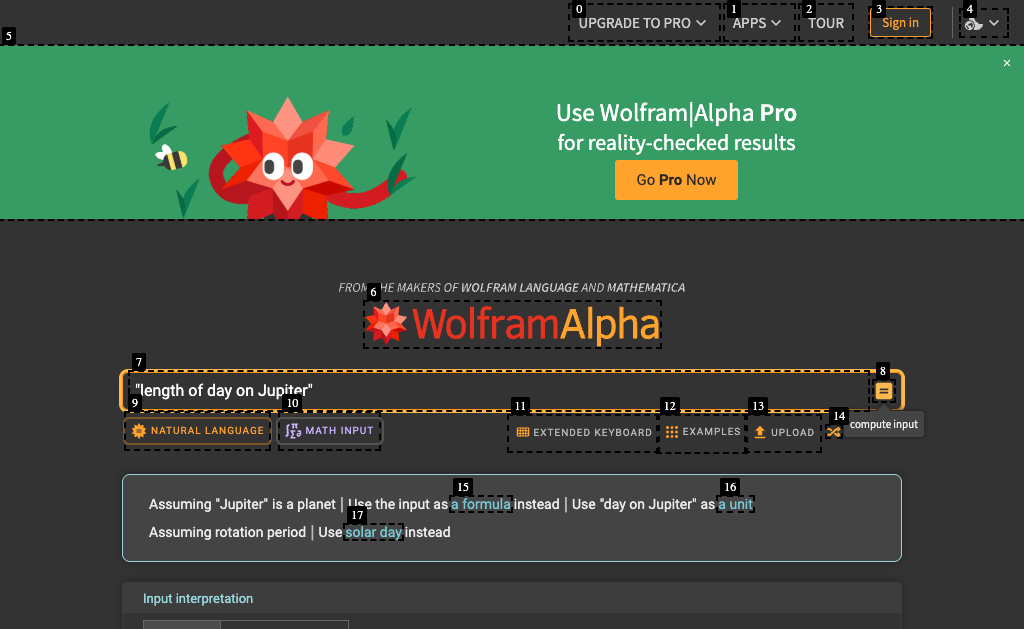 UPGRADE TO PRO APPS TOUR Sign in
Use Wolfram|Alpha Pro
for reality-checked results
Go Pro Now
FROM THE MAKERS OF WOLFRAM LANGUAGE AND MATHEMATICA
WolframAlpha
"length of day on Jupiter"
NATURAL LANGUAGE MATH INPUT EXTENDED KEYBOARD EXAMPLES UPLOAD
compute input
Assuming "Jupiter" is a planet | Use the input as a formula instead | Use "day on Jupiter" as a unit
Assuming rotation period | Use solar day instead
Input interpretation
0
1
2
3
4
5
6
7
8
9
10
11
12
13
14
15
16
17